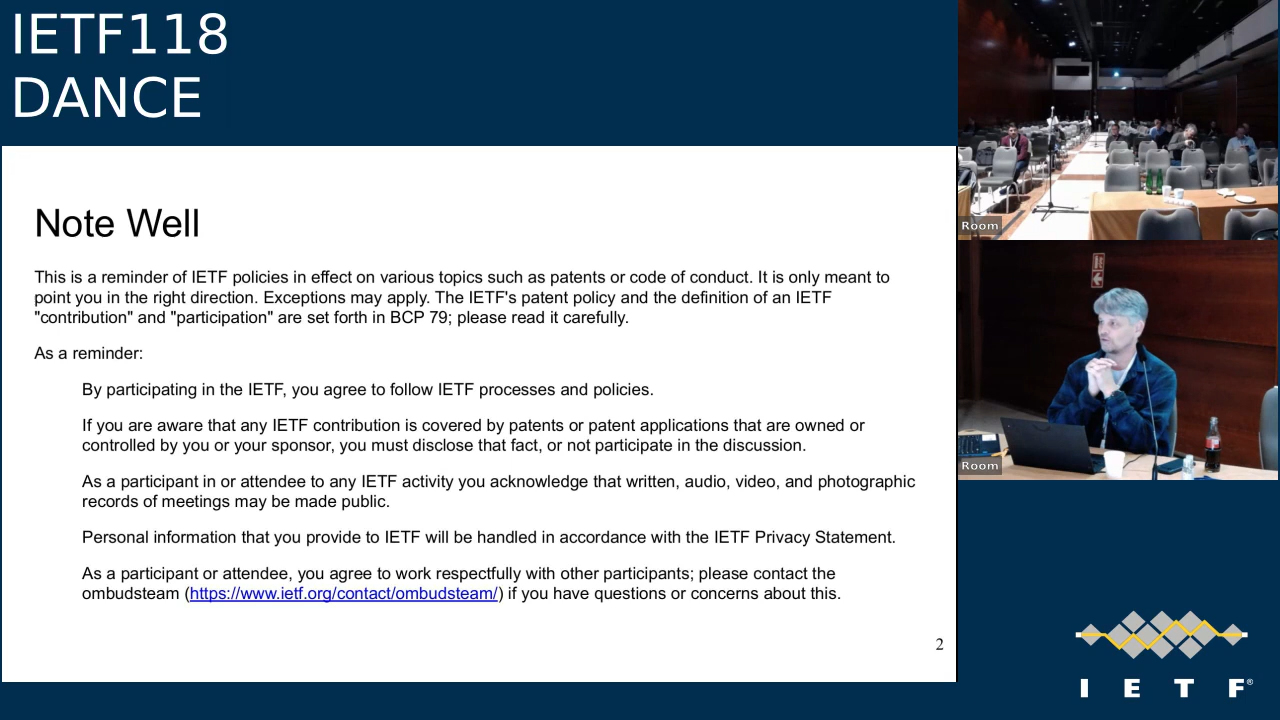 IETF118
DANCE
Note Well
This is a reminder of IETF policies in effect on various topics such as patents or code of conduct. It is only meant to
point you in the right direction. Exceptions may apply. The IETF's patent policy and the definition of an IETF
"contribution" and "participation" are set forth in BCP 79; please read it carefully.
As a reminder:
By participating in the IETF, you agree to follow IETF processes and policies.
If you are aware that any IETF contribution is covered by patents or patent applications that are owned or
controlled by you or your sponsor, you must disclose that fact, or not participate in the discussion.
As a participant in or attendee to any IETF activity you acknowledge that written, audio, video, and photographic
records of meetings may be made public.
Personal information that you provide to IETF will be handled in accordance with the IETF Privacy Statement.
As a participant or attendee, you agree to work respectfully with other participants; please contact the
ombudsteam (https://www.ietf.org/contact/ombudsteam/) if you have questions or concerns about this.
2
Room
Room
I E T F®